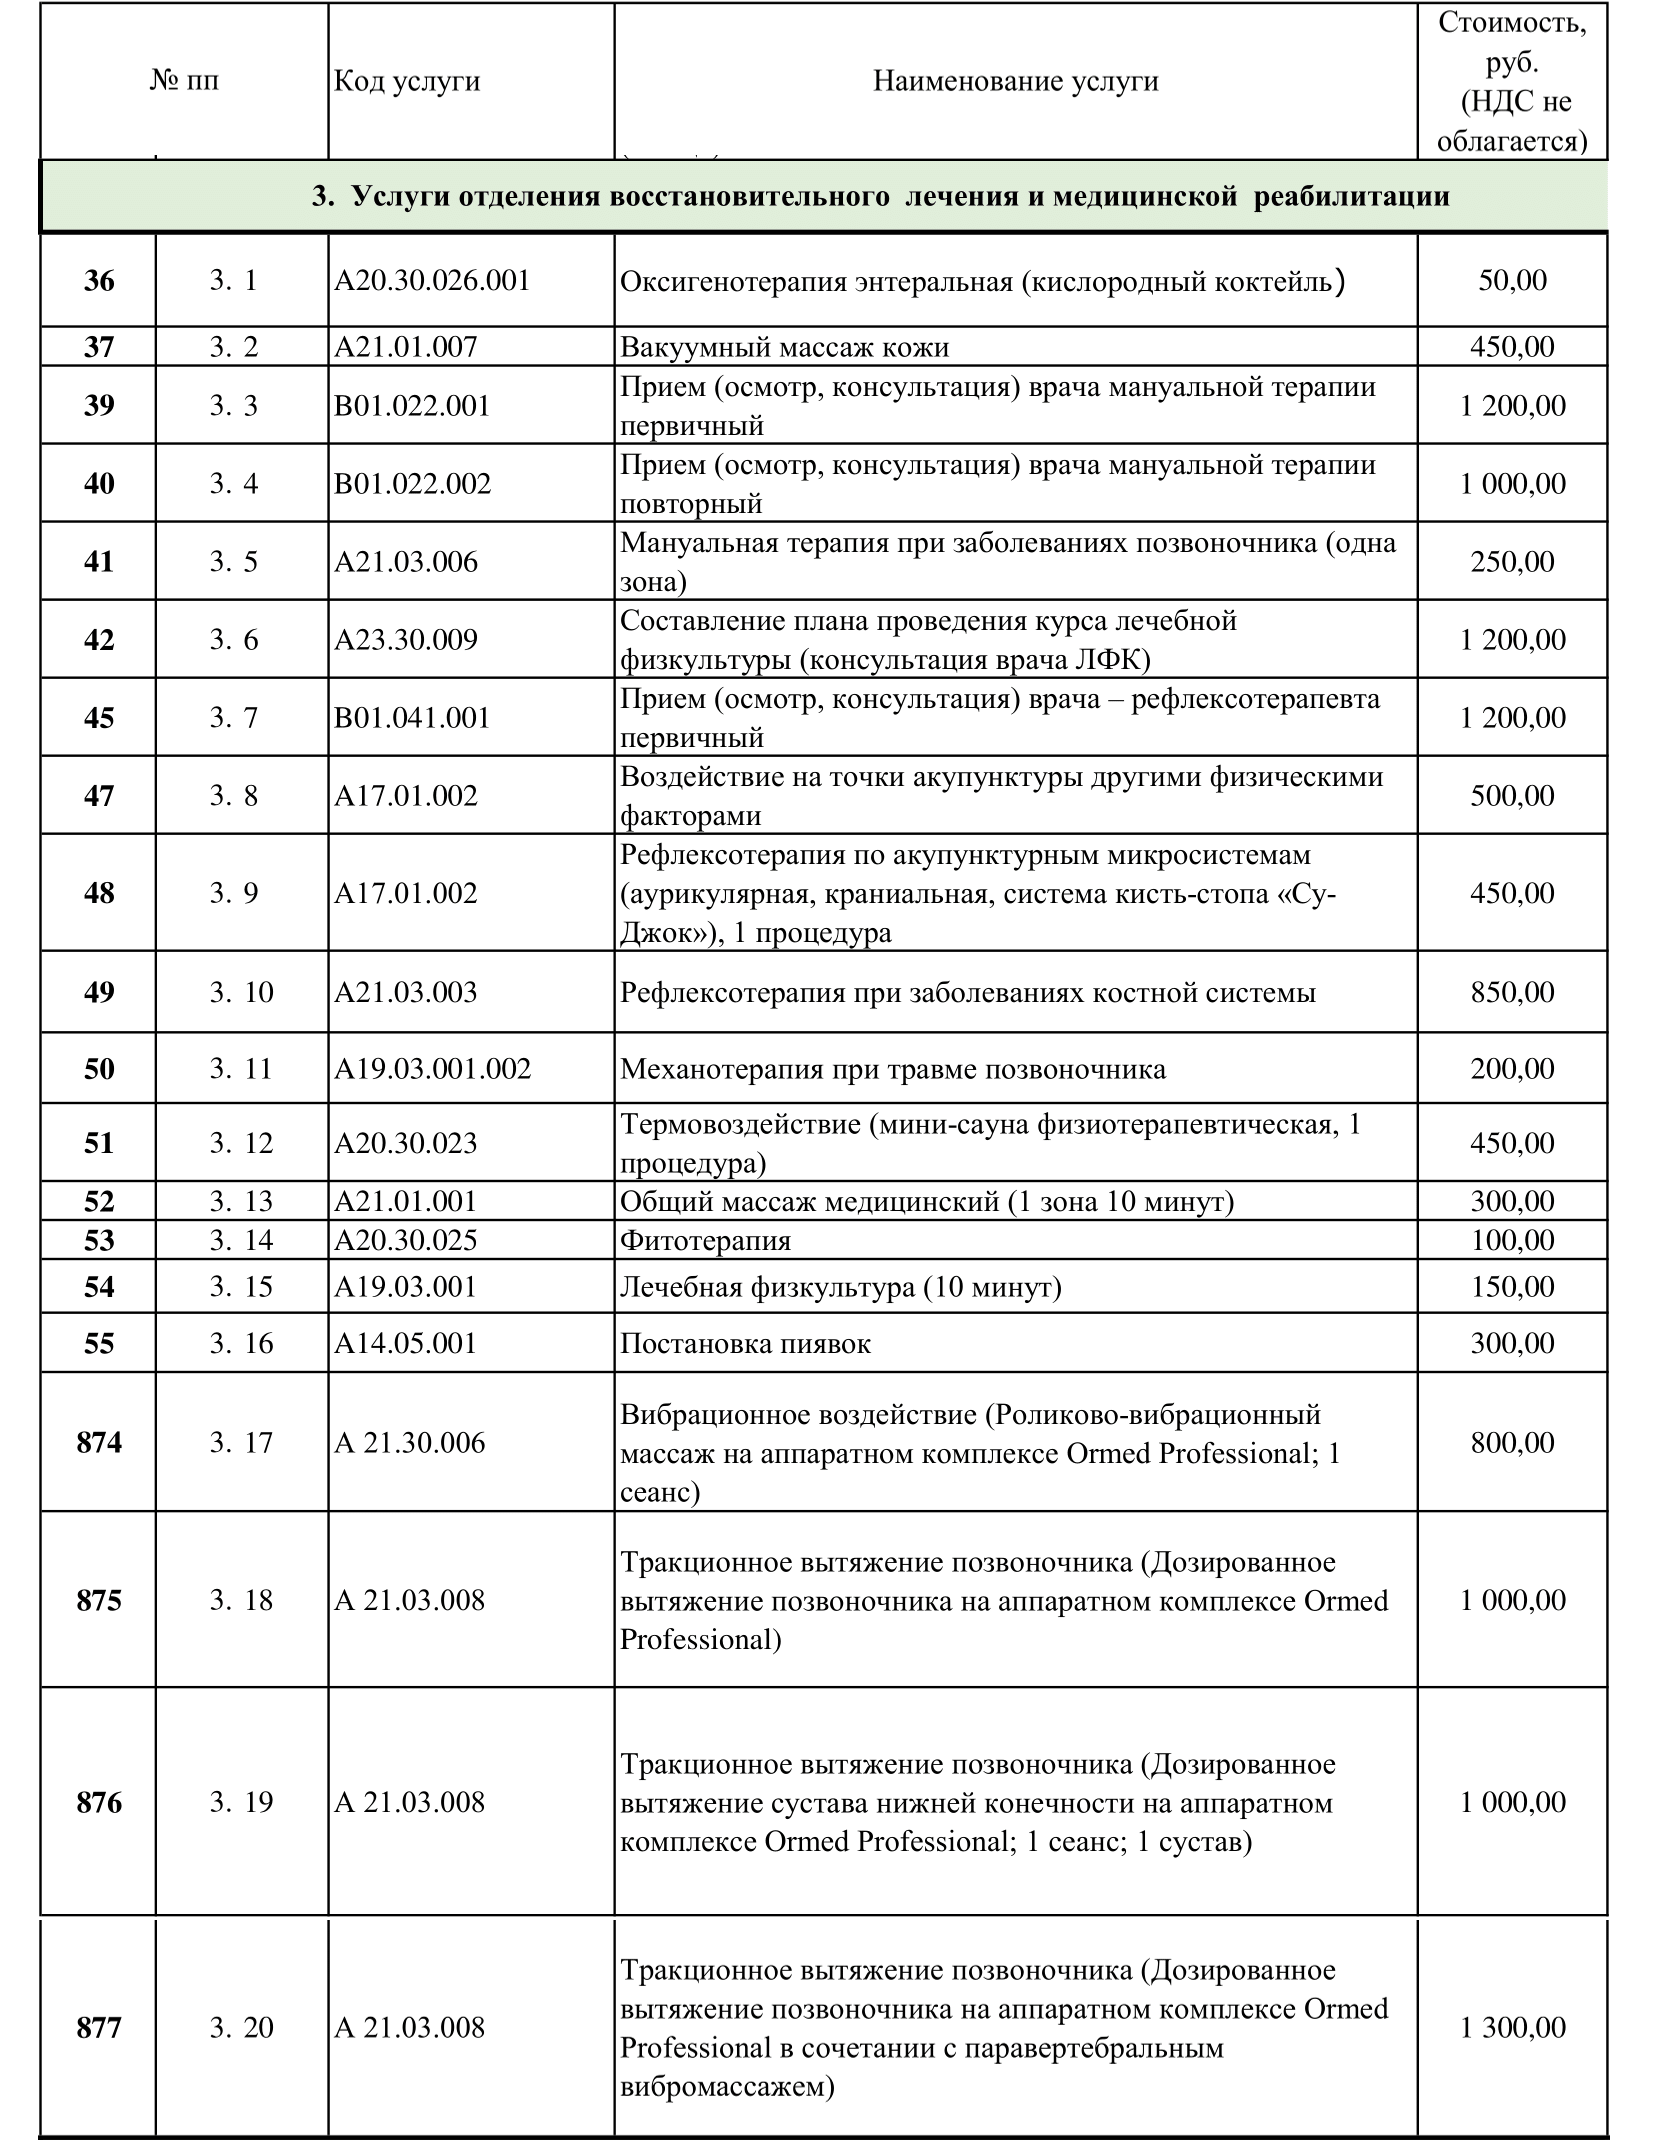 № пп
Код услуги
Наименование услуги
Стоимость,
руб.
(НДС не
облагается)
3. Услуги отделения восстановительного лечения и медицинской реабилитации
36 3. 1 A20.30.026.001 Оксигенотерапия энтеральная (кислородный коктейль) 50,00
37 3. 2 A21.01.007 Вакуумный массаж кожи 450,00
39 3. 3 B01.022.001 Прием (осмотр, консультация) врача мануальной терапии
первичный 1 200,00
40 3. 4 B01.022.002 Прием (осмотр, консультация) врача мануальной терапии
повторный 1 000,00
41 3. 5 A21.03.006 Мануальная терапия при заболеваниях позвоночника (одна
зона) 250,00
42 3. 6 A23.30.009 Составление плана проведения курса лечебной
физкультуры (консультация врача ЛФК) 1 200,00
45 3. 7 B01.041.001 Прием (осмотр, консультация) врача – рефлексотерапевта
первичный 1 200,00
47 3. 8 A17.01.002 Воздействие на точки акупунктуры другими физическими
факторами 500,00
48 3. 9 A17.01.002 Рефлексотерапия по акупунктурным микросистемам
(аурикулярная, краниальная, система кисть-стопа «Су-
Джок»), 1 процедура 450,00
49 3. 10 A21.03.003 Рефлексотерапия при заболеваниях костной системы 850,00
50 3. 11 A19.03.001.002 Механотерапия при травме позвоночника 200,00
51 3. 12 A20.30.023 Термовоздействие (мини-сауна физиотерапевтическая, 1
процедура) 450,00
52 3. 13 A21.01.001 Общий массаж медицинский (1 зона 10 минут) 300,00
53 3. 14 A20.30.025 Фитотерапия 100,00
54 3. 15 A19.03.001 Лечебная физкультура (10 минут) 150,00
55 3. 16 A14.05.001 Постановка пиявок 300,00
874 3. 17 A 21.30.006 Вибрационное воздействие (Роликово-вибрационный
массаж на аппаратном комплексе Ormed Professional; 1
сеанс) 800,00
875 3. 18 A 21.03.008 Тракционное вытяжение позвоночника (Дозированное
вытяжение позвоночника на аппаратном комплексе Ormed
Professional) 1 000,00
876 3. 19 A 21.03.008 Тракционное вытяжение позвоночника (Дозированное
вытяжение сустава нижней конечности на аппаратном
комплексе Ormed Professional; 1 сеанс; 1 сустав) 1 000,00
877 3. 20 A 21.03.008 Тракционное вытяжение позвоночника (Дозированное
вытяжение позвоночника на аппаратном комплексе Ormed
Professional в сочетании с паравертебральным
вибромассажем) 1 300,00